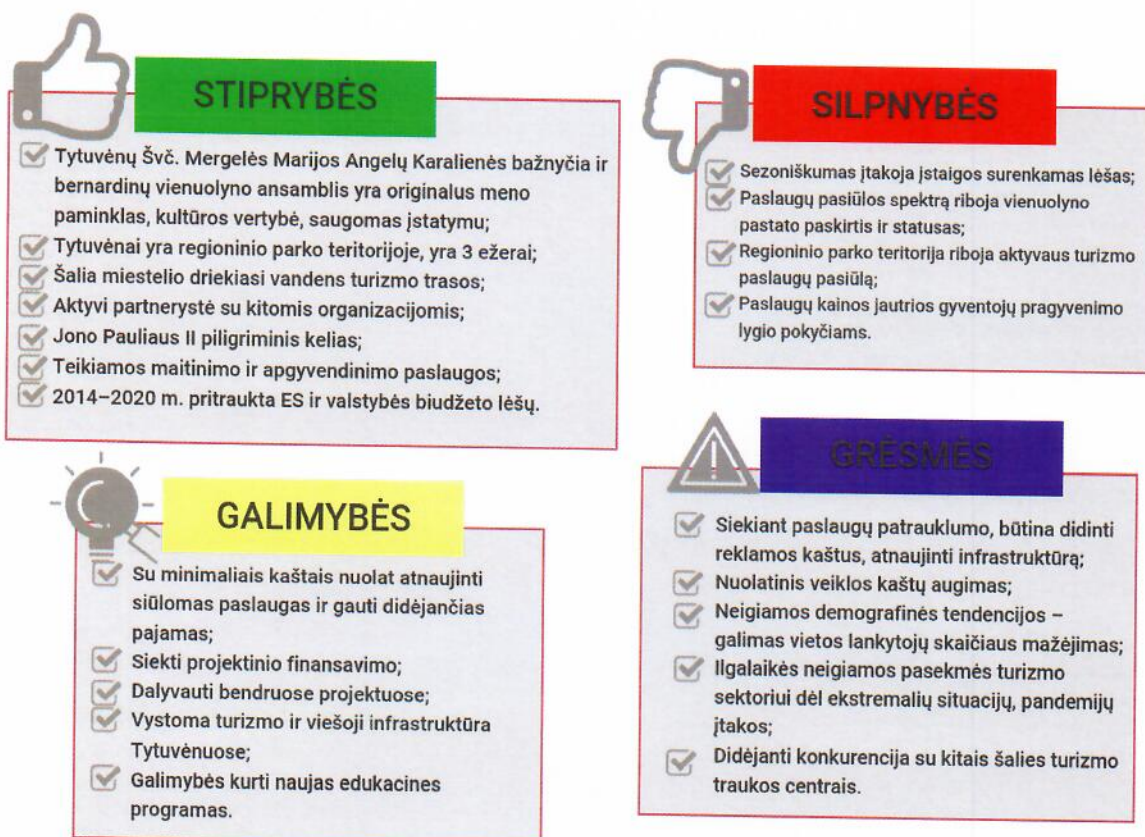 STIPRYBĖS
Tytuvėnų Švč. Mergelės Marijos Angelų Karalienės bažnyčia ir
bernardinų vienuolyno ansamblis yra originalus meno
paminklas, kultūros vertybė, saugomas įstatymu;
Tytuvėnai yra regioninio parko teritorijoje, yra 3 ežerai;
Šalia miestelio driekiasi vandens turizmo trasos;
Aktyvi partnerystė su kitomis organizacijomis;
Jono Pauliaus II piligriminis kelias;
Teikiamos maitinimo ir apgyvendinimo paslaugos;
2014–2020 m. pritraukta ES ir valstybės biudžeto lėšų.
SILPNYBĖS
Sezoniškumas įtakoja įstaigos surenkamas lėšas;
Paslaugų pasiūlos spektrą riboja vienuolyno
pastato paskirtis ir statusas;
Regioninio parko teritorija riboja aktyvaus turizmo
paslaugų pasiūlą;
Paslaugų kainos jautrios gyventojų pragyvenimo
lygio pokyčiams.
GALIMYBĖS
Su minimaliais kaštais nuolat atnaujinti
siūlomas paslaugas ir gauti didėjančias
pajamas;
Siekti projektinio finansavimo;
Dalyvauti bendruose projektuose;
Vystoma turizmo ir viešoji infrastruktūra
Tytuvėnuose;
Galimybės kurti naujas edukacines
programas.
GRĖSMĖS
Siekiant paslaugų patrauklumo, būtina didinti
reklamos kaštus, atnaujinti infrastruktūrą;
Nuolatinis veiklos kaštų augimas;
Neigiamos demografinės tendencijos –
galimas vietos lankytojų skaičiaus mažėjimas;
Ilgalaikės neigiamos pasekmės turizmo
sektoriui dėl ekstremalių situacijų, pandemijų
įtakos;
Didėjanti konkurencija su kitais šalies turizmo
traukos centrais.